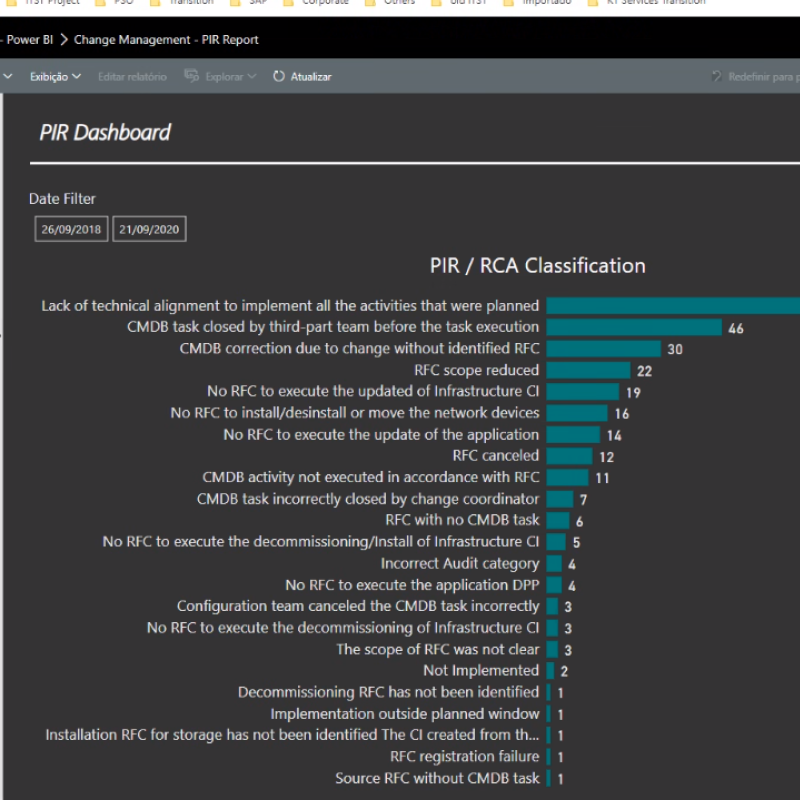 ITST Project PSO Transition SAP Corporate Others old ITST Importado KT Services Transition
- Power BI > Change Management - PIR Report
Exibição Editar relatório Explorar Atualizar Redefinir para p
PIR Dashboard
Date Filter
26/09/2018 21/09/2020
PIR / RCA Classification
Lack of technical alignment to implement all the activities that were planned
CMDB task closed by third-part team before the task execution 46
CMDB correction due to change without identified RFC 30
RFC scope reduced 22
No RFC to execute the updated of Infrastructure CI 19
No RFC to install/desinstall or move the network devices 16
No RFC to execute the update of the application 14
RFC canceled 12
CMDB activity not executed in accordance with RFC 11
CMDB task incorrectly closed by change coordinator 7
RFC with no CMDB task 6
No RFC to execute the decommissioning/Install of Infrastructure CI 5
Incorrect Audit category 4
No RFC to execute the application DPP 4
Configuration team canceled the CMDB task incorrectly 3
No RFC to execute the decommissioning of Infrastructure CI 3
The scope of RFC was not clear 3
Not Implemented 2
Decommissioning RFC has not been identified 1
Implementation outside planned window 1
Installation RFC for storage has not been identified The CI created from th... 1
RFC registration failure 1
Source RFC without CMDB task 1